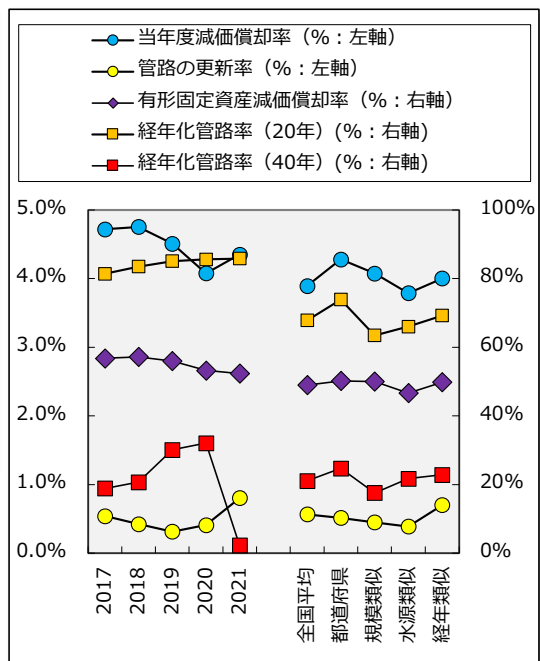 当年度減価償却率（%：左軸）
管路の更新率（%：左軸）
有形固定資産減価償却率（%：右軸）
経年化管路率（20年）(%：右軸)
経年化管路率（40年）(%：右軸)
5.0% 100%
4.0% 80%
3.0% 60%
2.0% 40%
1.0% 20%
0.0% 0%
2017
2018
2019
2020
2021
全国平均
都道府県
規模類似
水源類似
経年類似